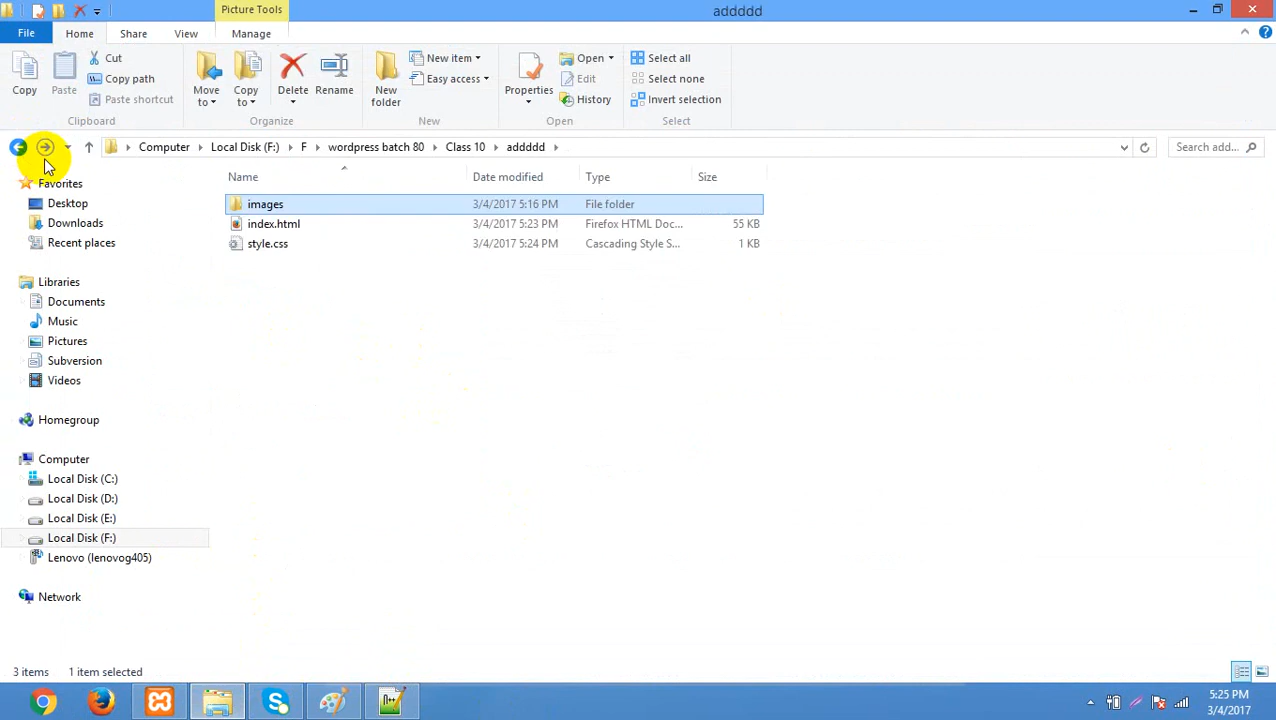 Picture Tools
addddd
File Home Share View Manage
Copy
Paste
Cut
Copy path
Paste shortcut
Clipboard
Move to
Copy to
Delete
Rename
Organize
New folder
New item
Easy access
New
Properties
Open
Edit
History
Open
Select all
Select none
Invert selection
Select
Computer Local Disk (F:) F wordpress batch 80 Class 10 addddd
Search add...
Name Date modified Type Size
images 3/4/2017 5:16 PM File folder
index.html 3/4/2017 5:23 PM Firefox HTML Doc... 55 KB
style.css 3/4/2017 5:24 PM Cascading Style S... 1 KB
Favorites
Desktop
Downloads
Recent places
Libraries
Documents
Music
Pictures
Subversion
Videos
Homegroup
Computer
Local Disk (C:)
Local Disk (D:)
Local Disk (E:)
Local Disk (F:)
Lenovo (lenovog405)
Network
3 items 1 item selected
5:25 PM
3/4/2017